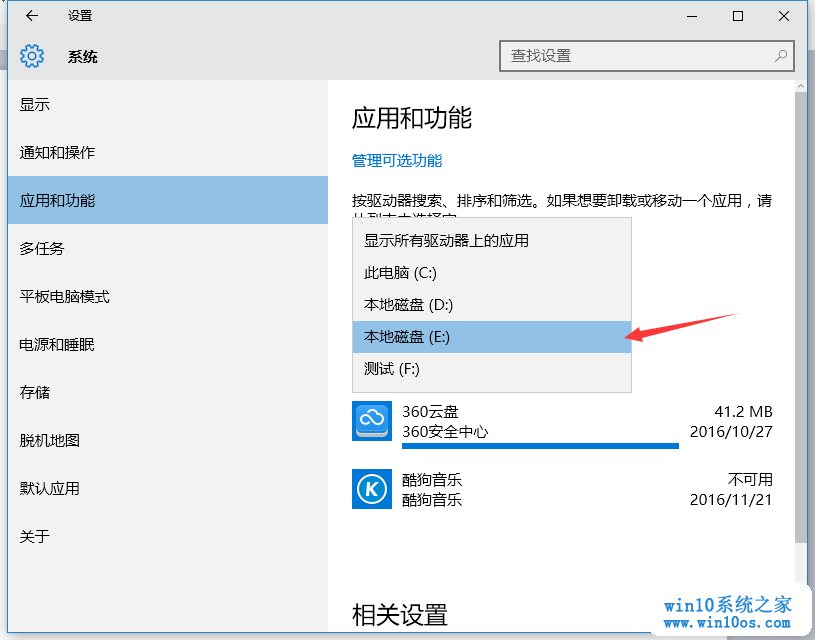 设置
系统
查找设置
显示
通知和操作
应用和功能
多任务
平板电脑模式
电源和睡眠
存储
脱机地图
默认应用
关于
应用和功能
管理可选功能
按驱动器搜索、排序和筛选。如果想要卸载或移动一个应用，请
显示所有驱动器上的应用
此电脑 (C:)
本地磁盘 (D:)
本地磁盘 (E:)
测试 (F:)
360云盘 41.2 MB
360安全中心 2016/10/27
酷狗音乐 不可用
酷狗音乐 2016/11/21
相关设置
win10系统之家
www.win10os.com